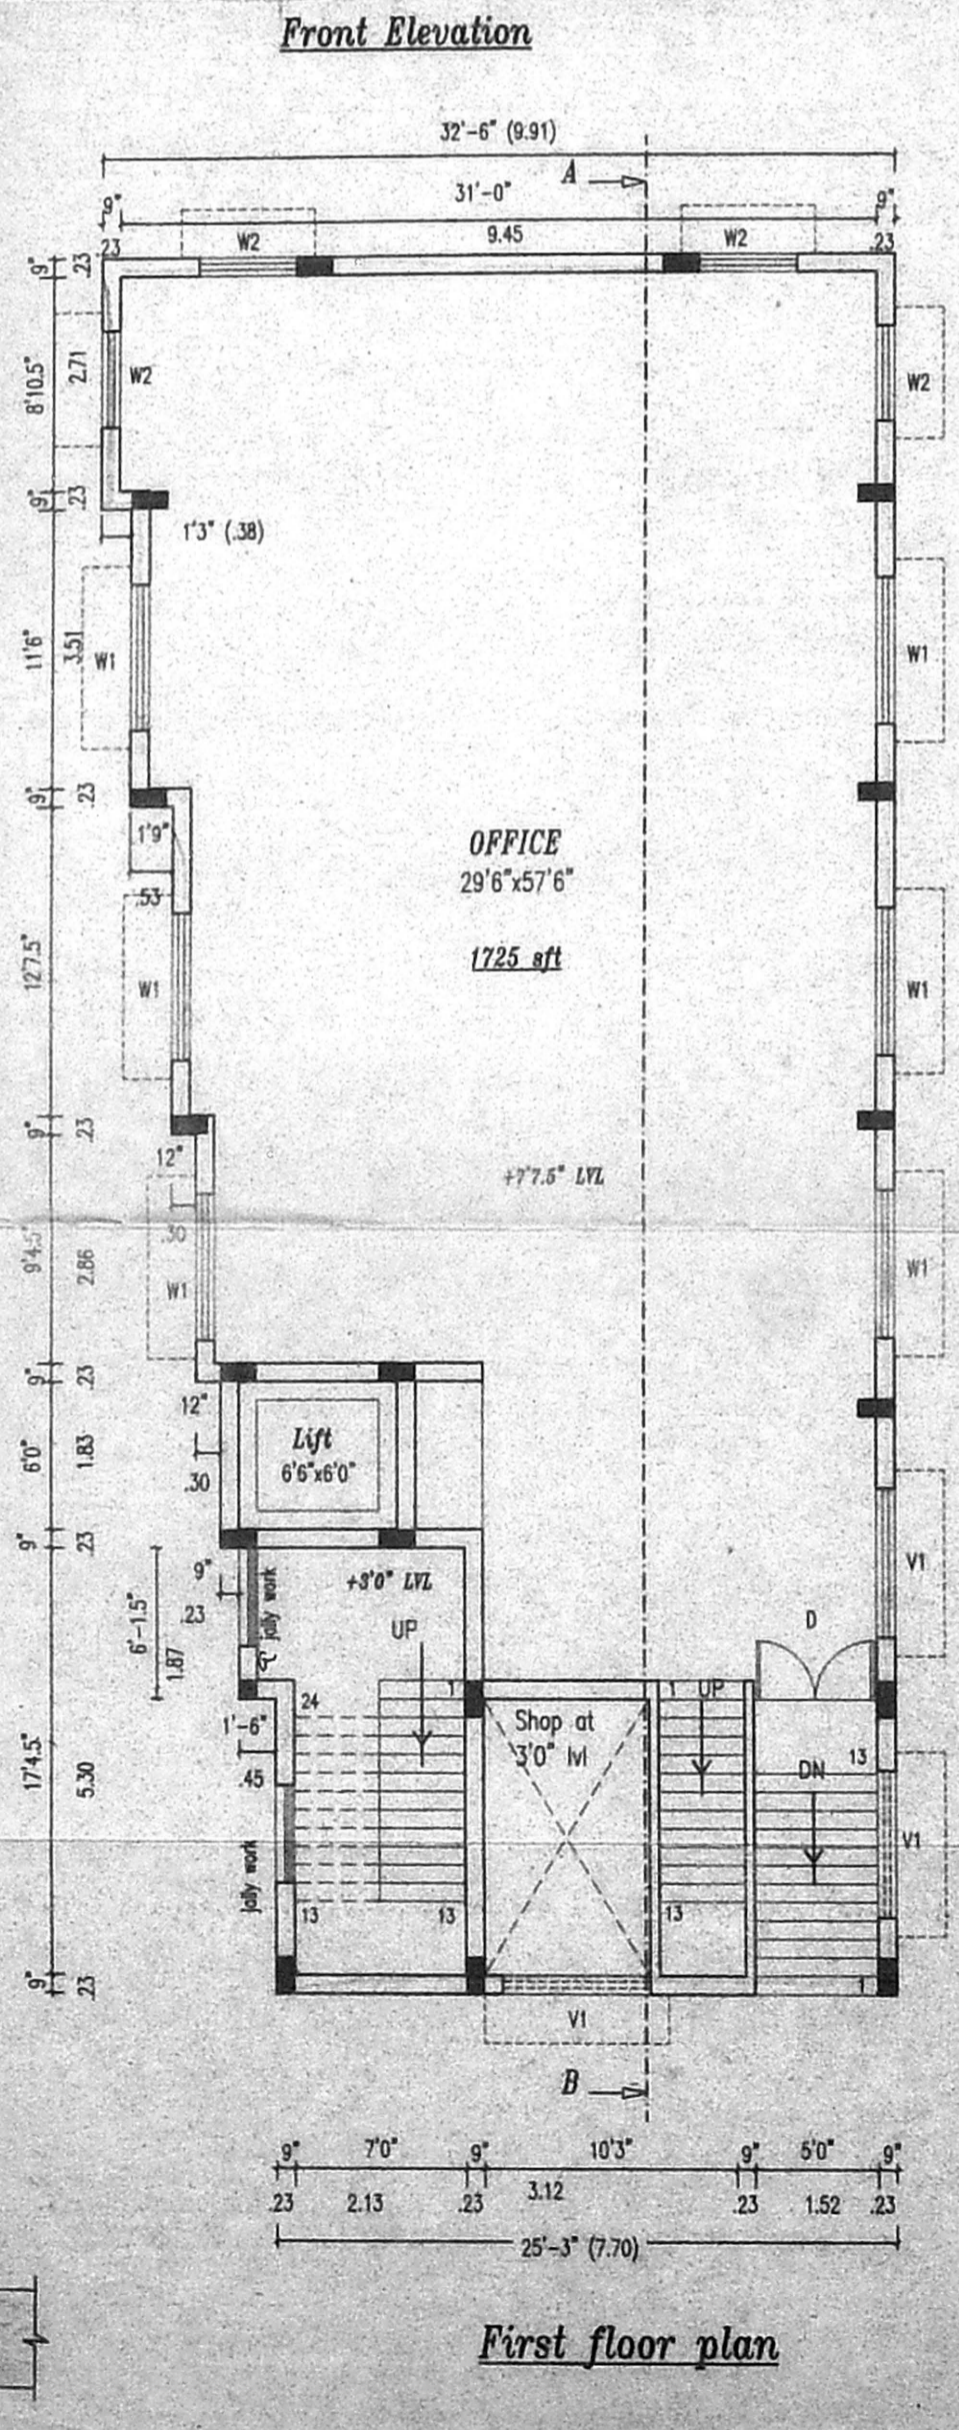 Front Elevation
32'-6" (9.91)
A
31'-0"
9"
9"
.23
W2
9.45
W2
.23
9"
.23
8'10.5"
2.71
W2
W2
9"
.23
1'3" (.38)
11'6"
3.51
W1
W1
9"
.23
1'9"
.53
OFFICE
29'6"x57'6"
1725 sft
12'7.5"
W1
W1
9"
.23
12"
.30
+7'7.5" LVL
9'4.5"
2.86
W1
W1
9"
.23
12"
.30
Lift
6'6"x6'0"
6'0"
1.83
9"
.23
9"
.23
jally work
+3'0" LVL
UP
V1
6'-1.5"
1.87
D
24
1
1
UP
1'-6"
.45
Shop at
3'0" lvl
13
DN
17'4.5"
5.30
V1
jally work
13
13
13
9"
.23
1
V1
B
9"
7'0"
9"
10'3"
9"
5'0"
9"
.23
2.13
.23
3.12
.23
1.52
.23
25'-3" (7.70)
First floor plan